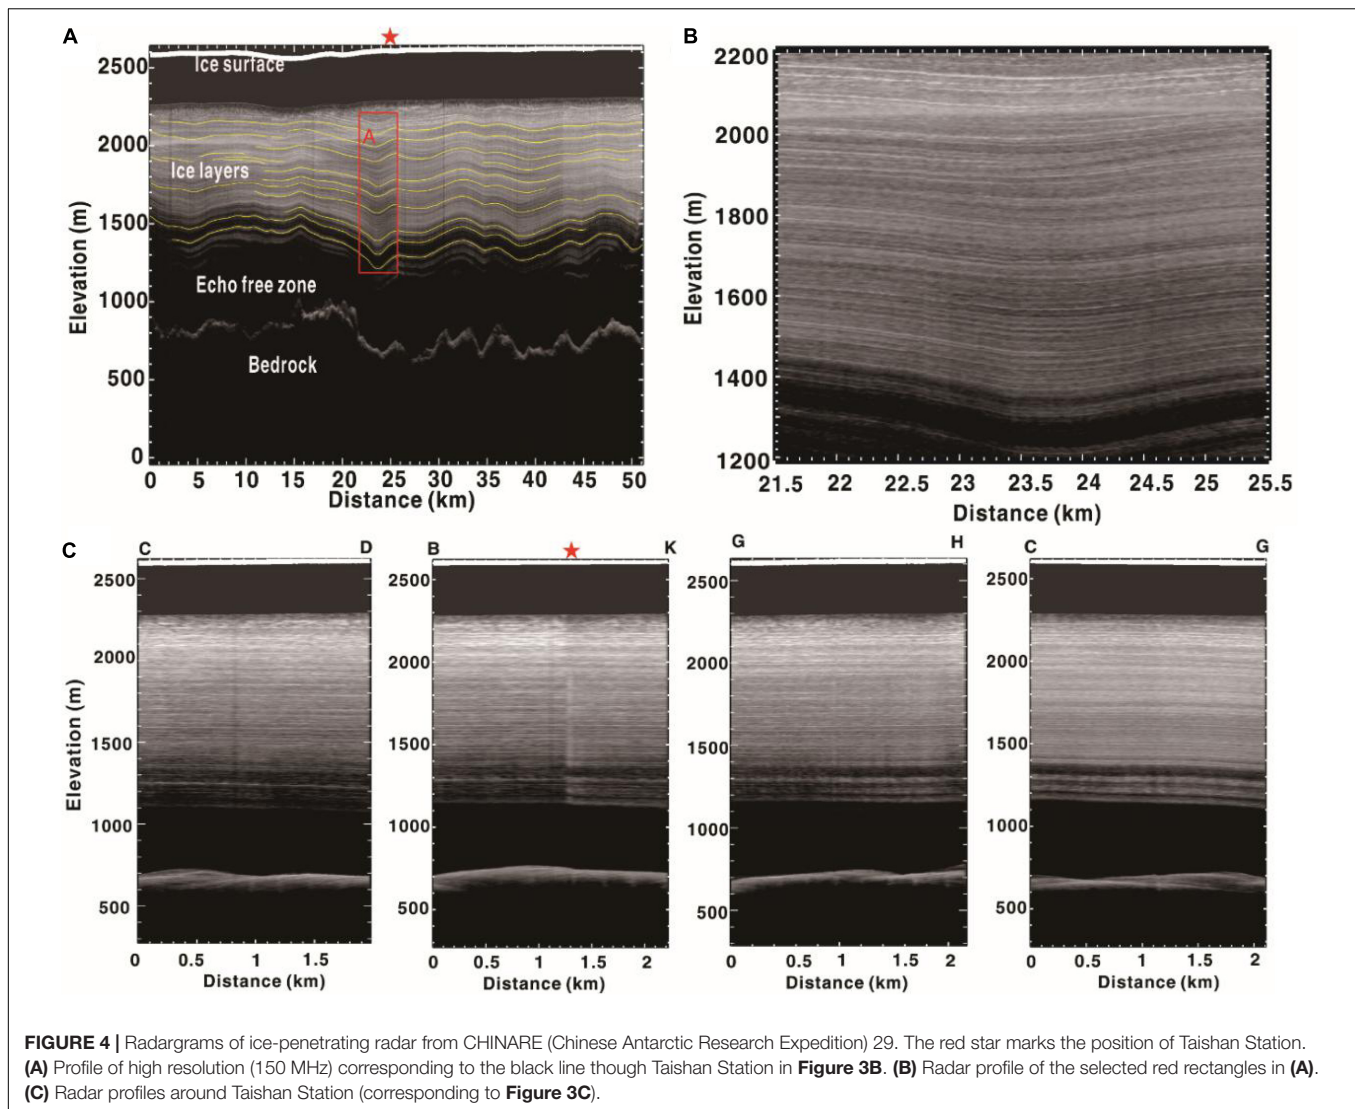 A
2500
2000
1500
1000
500
0
Elevation (m)
Ice surface
A
Ice layers
Echo free zone
Bedrock
0 5 10 15 20 25 30 35 40 45 50
Distance (km)
B
2200
2000
1800
1600
1400
1200
Elevation (m)
21.5 22 22.5 23 23.5 24 24.5 25 25.5
Distance (km)
C
C D
2500
2000
1500
1000
500
Elevation (m)
0 0.5 1 1.5
Distance (km)
B K
2500
2000
1500
1000
500
0 0.5 1 1.5 2
Distance (km)
G H
2500
2000
1500
1000
500
0 0.5 1 1.5 2
Distance (km)
C G
2500
2000
1500
1000
500
0 0.5 1 1.5 2
Distance (km)
FIGURE 4 | Radargrams of ice-penetrating radar from CHINARE (Chinese Antarctic Research Expedition) 29. The red star marks the position of Taishan Station.
(A) Profile of high resolution (150 MHz) corresponding to the black line though Taishan Station in Figure 3B. (B) Radar profile of the selected red rectangles in (A).
(C) Radar profiles around Taishan Station (corresponding to Figure 3C).